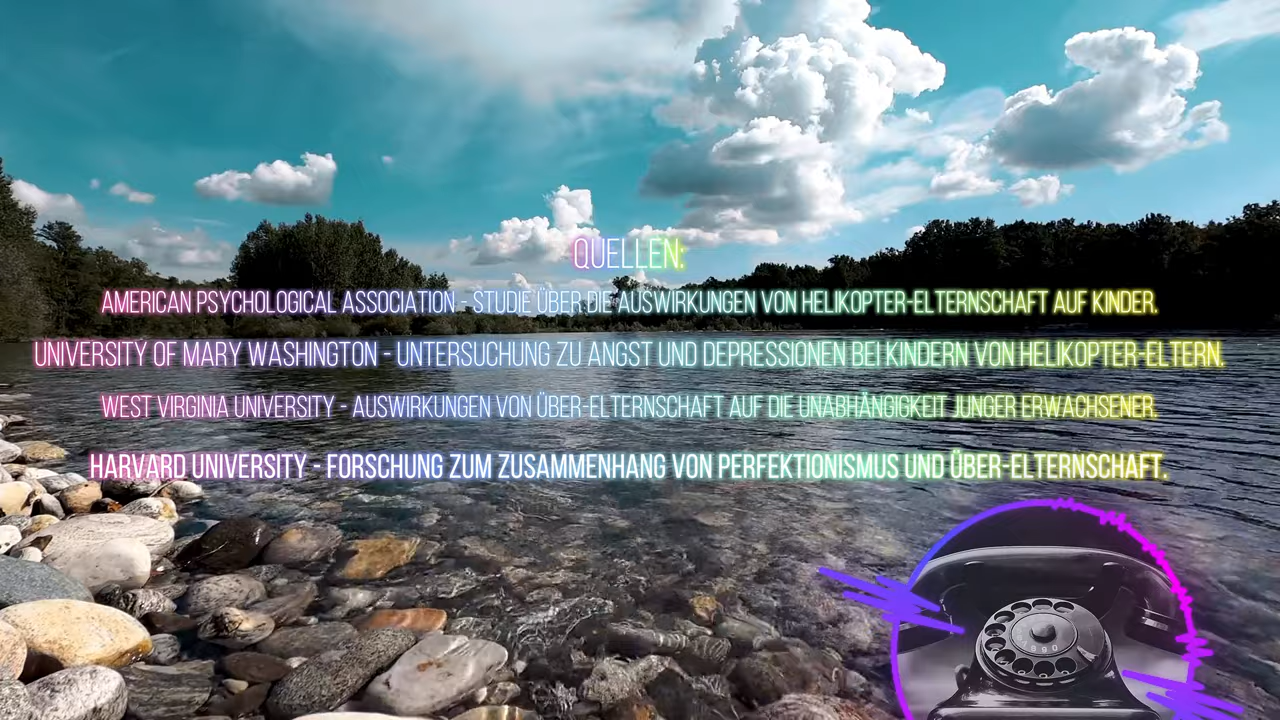 QUELLEN:
AMERICAN PSYCHOLOGICAL ASSOCIATION - STUDIE ÜBER DIE AUSWIRKUNGEN VON HELIKOPTER-ELTERNSCHAFT AUF KINDER.
UNIVERSITY OF MARY WASHINGTON - UNTERSUCHUNG ZU ANGST UND DEPRESSIONEN BEI KINDERN VON HELIKOPTER-ELTERN.
WEST VIRGINIA UNIVERSITY - AUSWIRKUNGEN VON ÜBER-ELTERNSCHAFT AUF DIE UNABHÄNGIGKEIT JUNGER ERWACHSENER.
HARVARD UNIVERSITY - FORSCHUNG ZUM ZUSAMMENHANG VON PERFEKTIONISMUS UND ÜBER-ELTERNSCHAFT.
1990